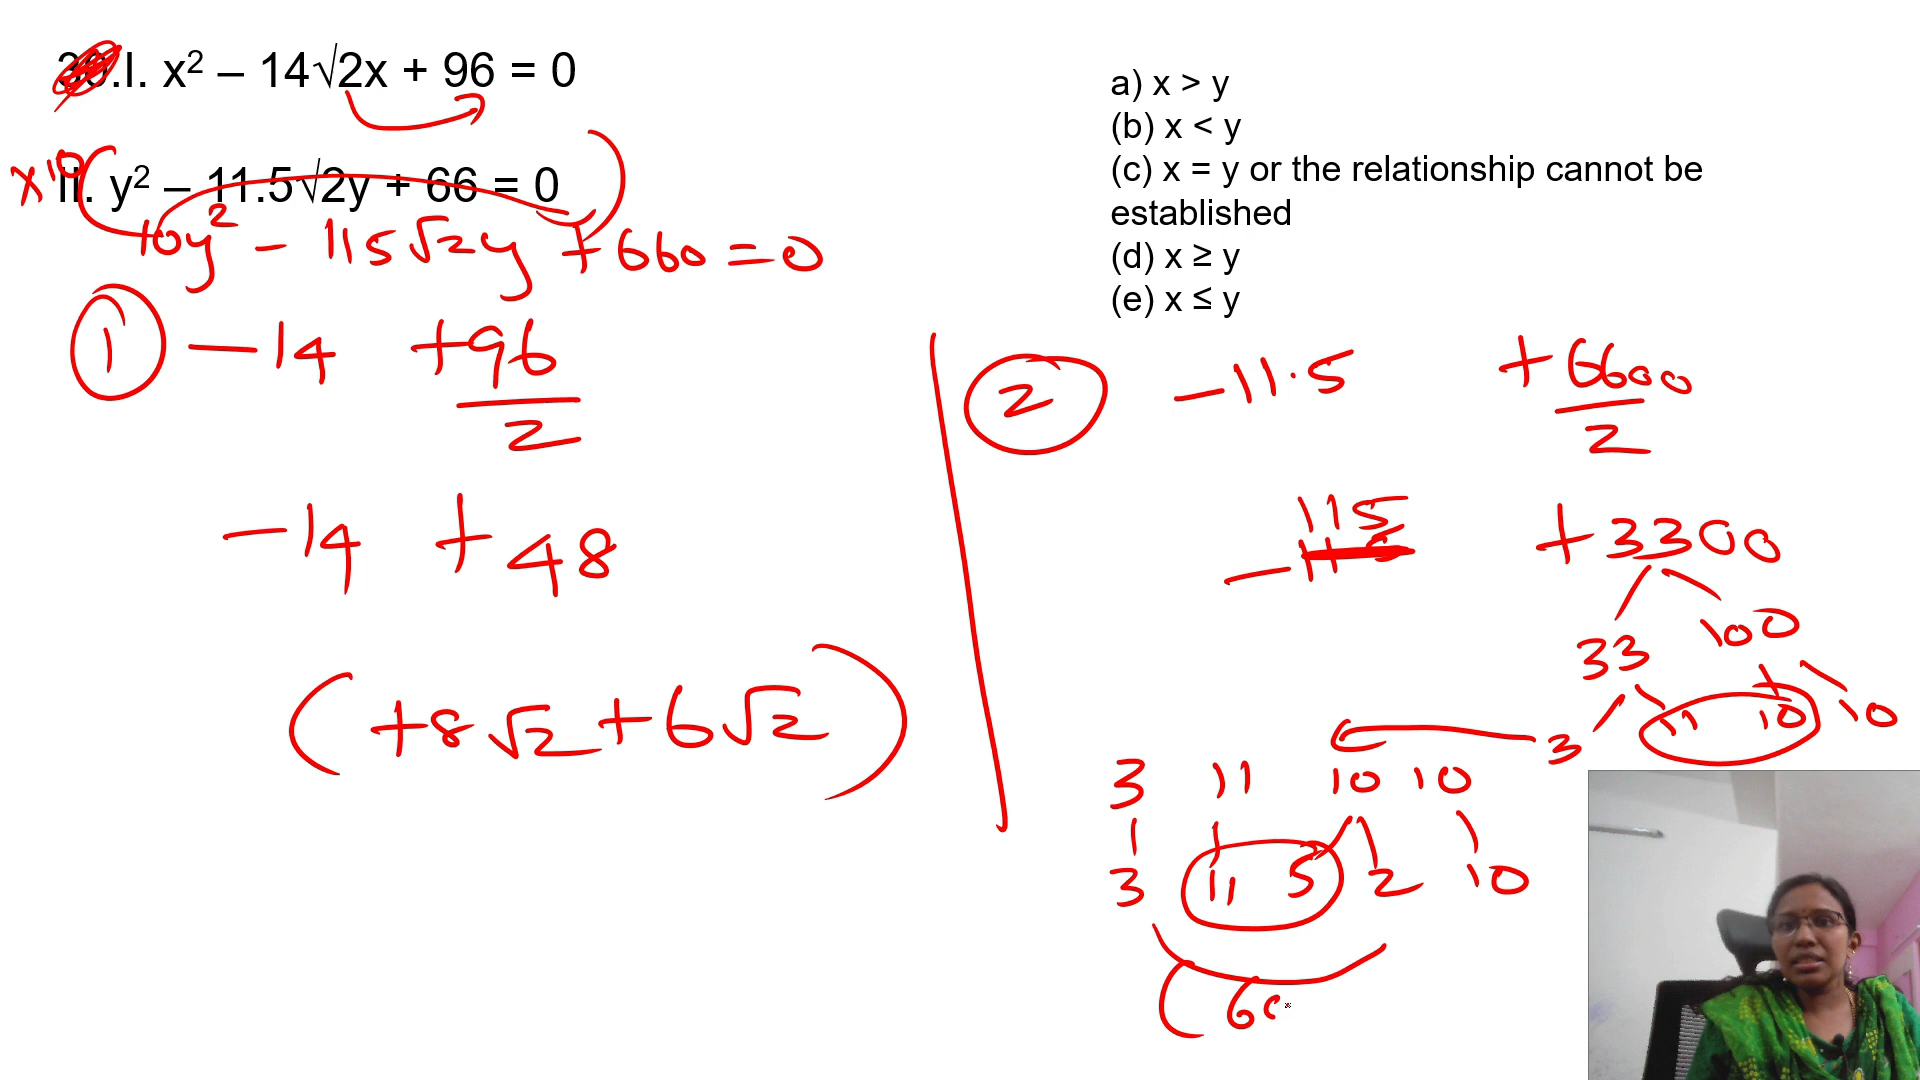 .I. x² – 14√2x + 96 = 0
x10 II. y² – 11.5√2y + 66 = 0
10y² - 115√2y + 660 = 0
a) x > y
(b) x < y
(c) x = y or the relationship cannot be
established
(d) x ≥ y
(e) x ≤ y
1 -14 +96
2
-14 +48
(+8√2 + 6√2)
2 -11.5 +6600
2
-115 +3300
33 100
3 11 10 10
3 11 10 10
3 11 5 2 10
(60